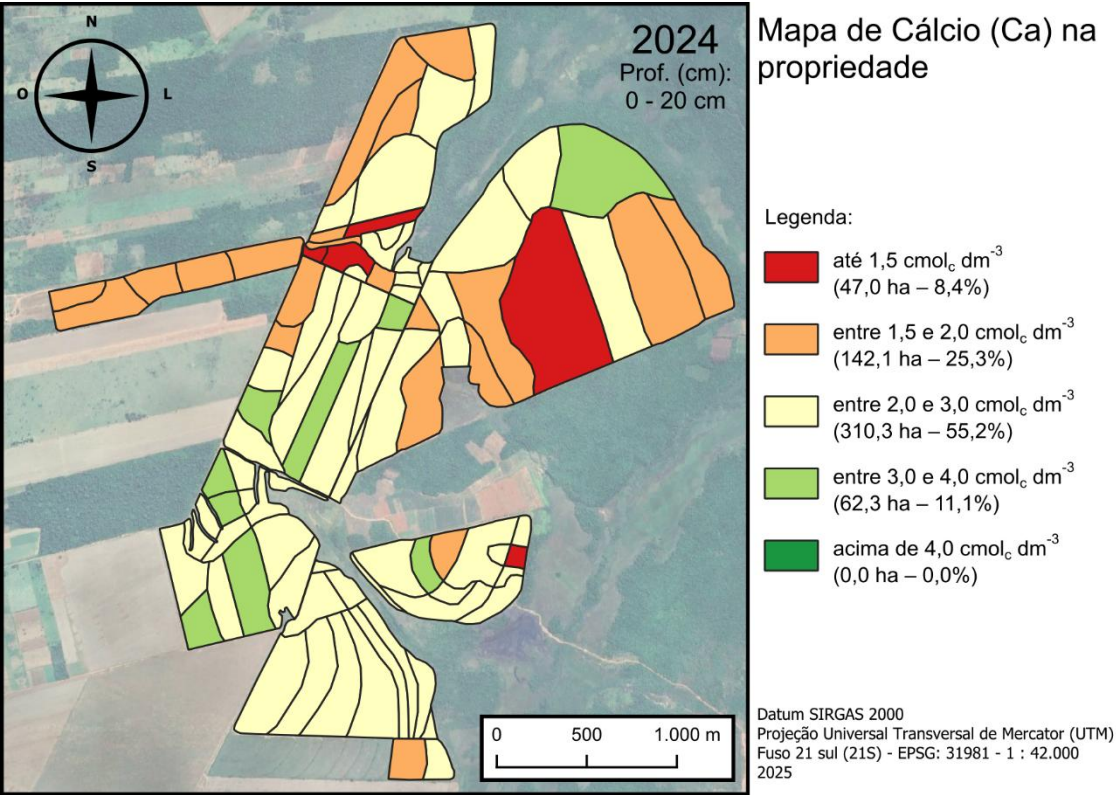 N
O
L
S
2024
Prof. (cm):
0 - 20 cm
0 500 1.000 m
Mapa de Cálcio (Ca) na
propriedade
Legenda:
até 1,5 cmolc dm-3
(47,0 ha – 8,4%)
entre 1,5 e 2,0 cmolc dm-3
(142,1 ha – 25,3%)
entre 2,0 e 3,0 cmolc dm-3
(310,3 ha – 55,2%)
entre 3,0 e 4,0 cmolc dm-3
(62,3 ha – 11,1%)
acima de 4,0 cmolc dm-3
(0,0 ha – 0,0%)
Datum SIRGAS 2000
Projeção Universal Transversal de Mercator (UTM)
Fuso 21 sul (21S) - EPSG: 31981 - 1 : 42.000
2025